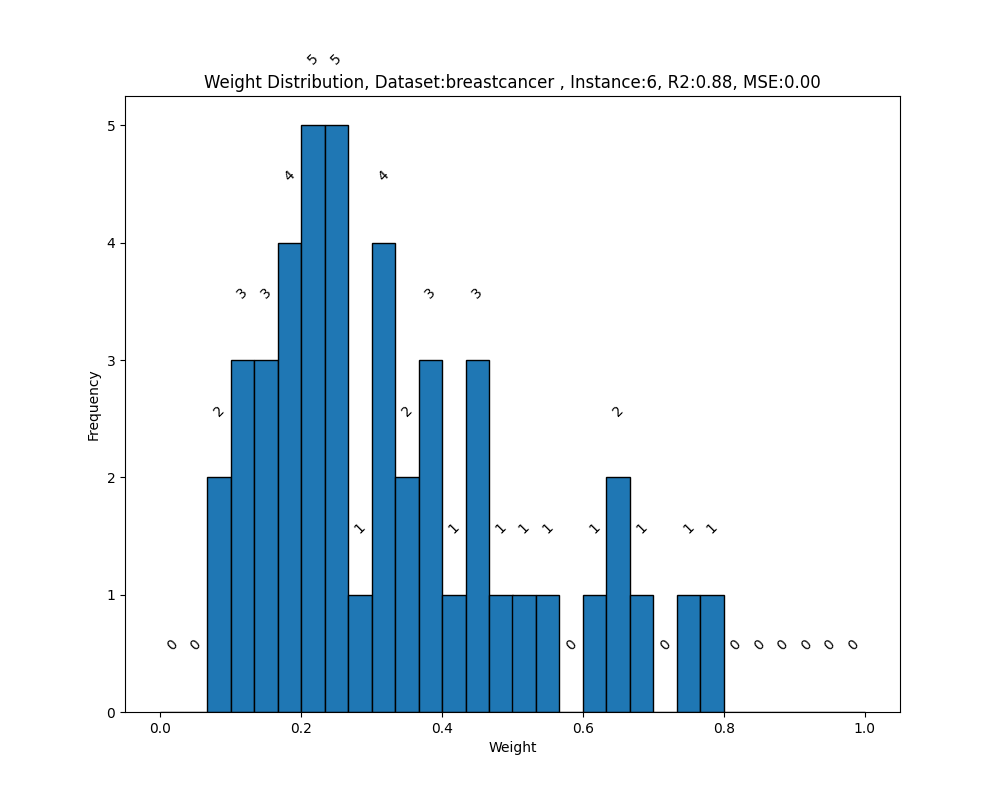 5 5
Weight Distribution, Dataset:breastcancer , Instance:6, R2:0.88, MSE:0.00
5
4 4
4
3 3 3 3
3
2 2 2
2
1 1 1 1 1 1 1 1 1
1
0 0 0 0 0 0 0 0 0 0
0
0.0 0.2 0.4 0.6 0.8 1.0
Weight
Frequency